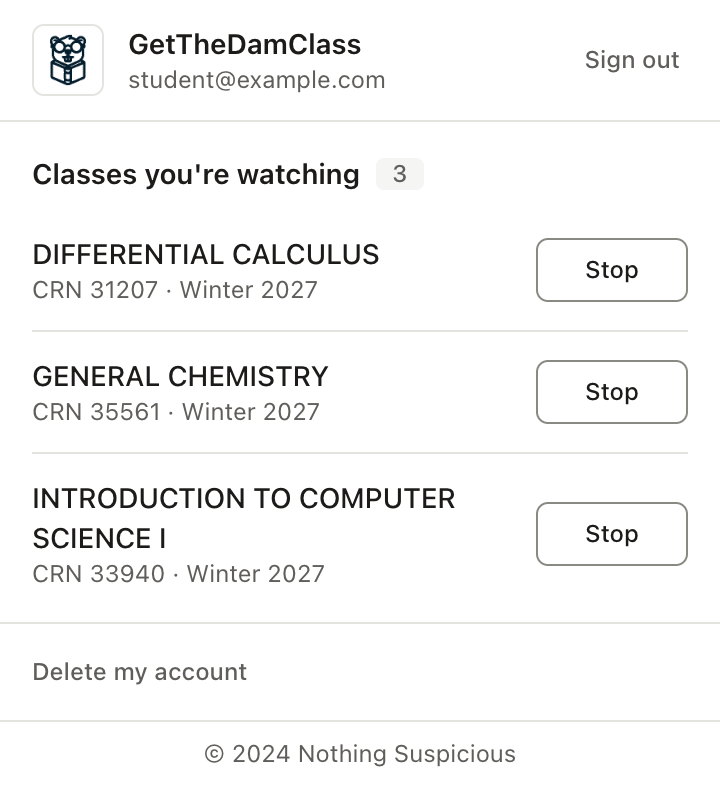 GetTheDamClass
student@example.com
Sign out
Classes you're watching 3
DIFFERENTIAL CALCULUS
CRN 31207 · Winter 2027
Stop
GENERAL CHEMISTRY
CRN 35561 · Winter 2027
Stop
INTRODUCTION TO COMPUTER
SCIENCE I
CRN 33940 · Winter 2027
Stop
Delete my account
© 2024 Nothing Suspicious